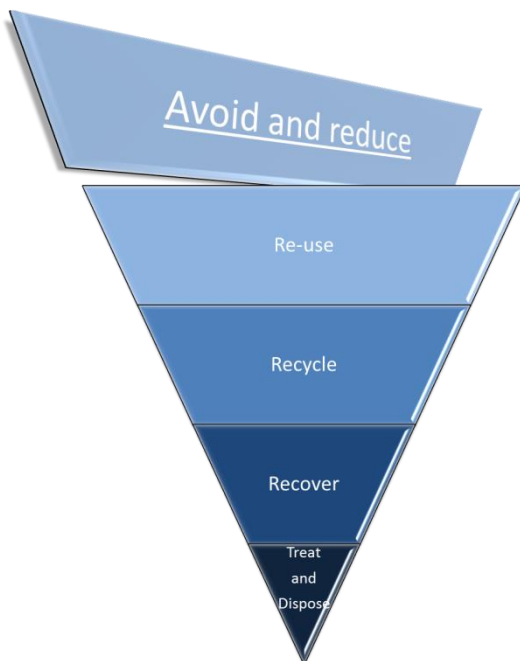 Avoid and reduce
Re-use
Recycle
Recover
Treat
and
Dispose